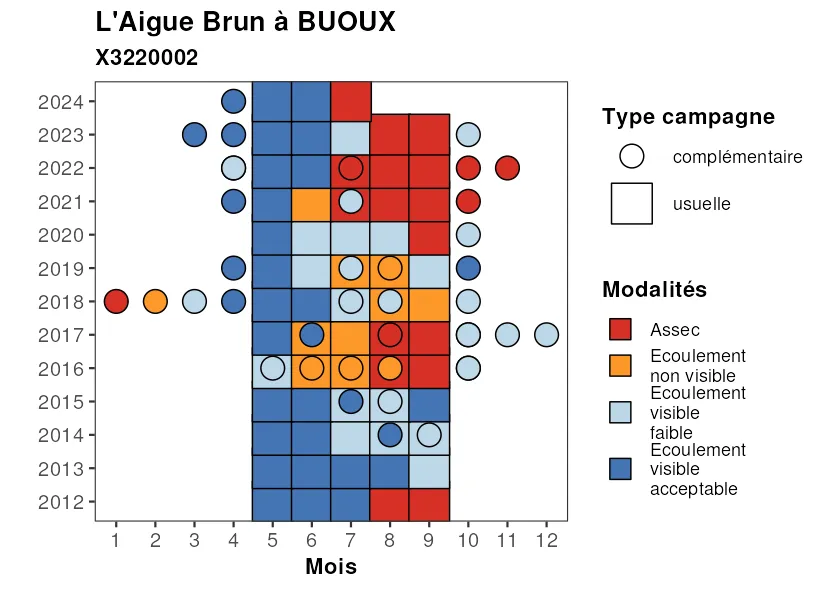 L'Aigue Brun à BUOUX
X3220002
2024
2023
2022
2021
2020
2019
2018
2017
2016
2015
2014
2013
2012
1 2 3 4 5 6 7 8 9 10 11 12
Mois
Type campagne
complémentaire
usuelle
Modalités
Assec
Ecoulement
non visible
Ecoulement
visible
faible
Ecoulement
visible
acceptable